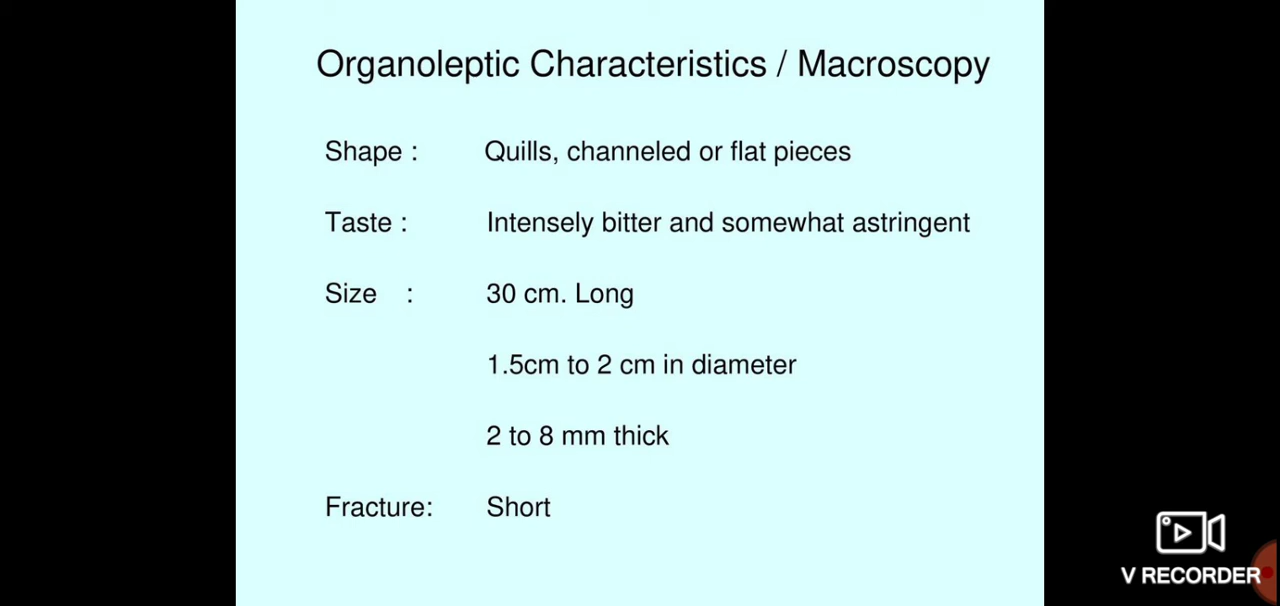 Organoleptic Characteristics / Macroscopy
Shape : Quills, channeled or flat pieces
Taste : Intensely bitter and somewhat astringent
Size : 30 cm. Long
1.5cm to 2 cm in diameter
2 to 8 mm thick
Fracture: Short
V RECORDER